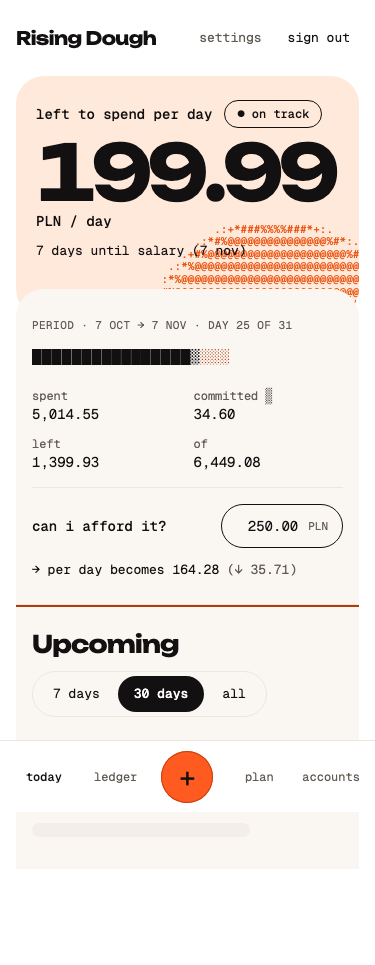 Rising Dough
settings
sign out
left to spend per day
● on track
199.99
PLN / day
7 days until salary (7 nov)
.:+*###%%%###*+:.
PERIOD · 7 OCT → 7 NOV · DAY 25 OF 31
spent
committed ▒
5,014.55
34.60
left
of
1,399.93
6,449.08
can i afford it?
250.00 PLN
→ per day becomes 164.28 (↓ 35.71)
Upcoming
7 days
30 days
all
today
ledger
+
plan
accounts